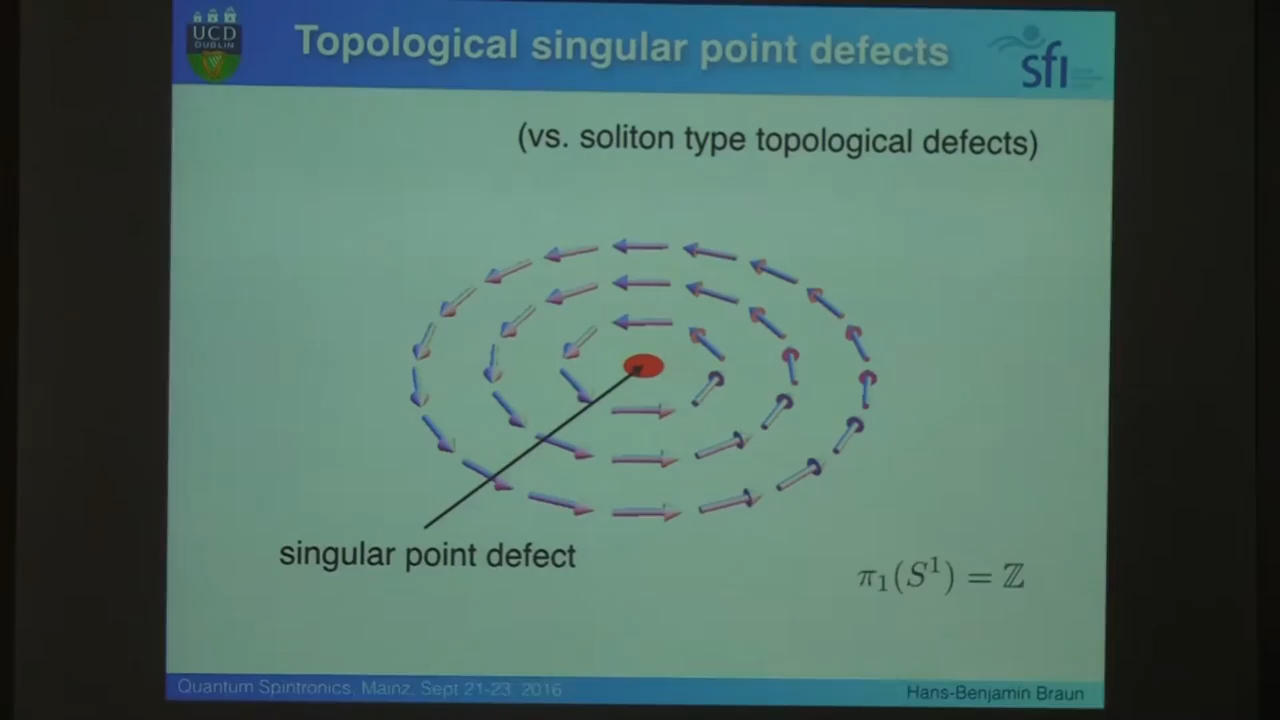 UCD
DUBLIN
Topological singular point defects
sfi
(vs. soliton type topological defects)
singular point defect
π₁(S¹) = ℤ
Quantum Spintronics, Mainz, Sept 21-23, 2016
Hans-Benjamin Braun